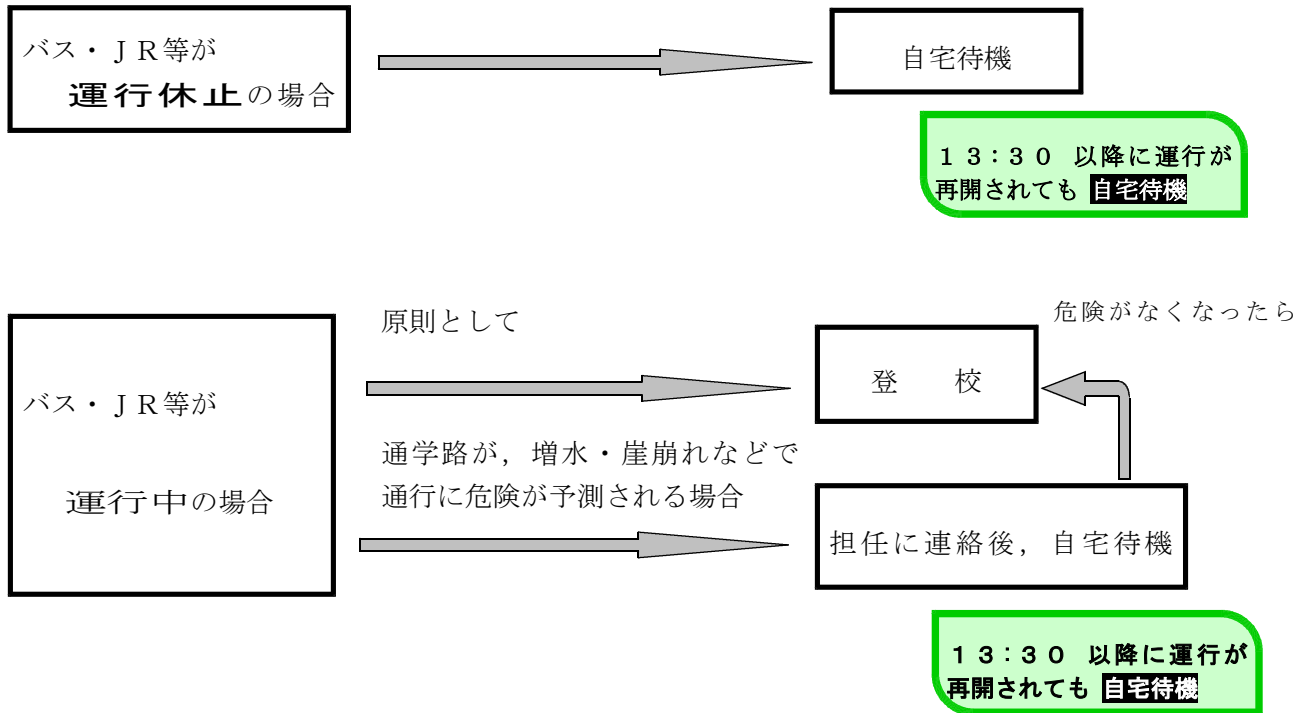 バス・ＪＲ等が
運行休止の場合
自宅待機
１３：３０ 以降に運行が
再開されても 自宅待機
原則として
危険がなくなったら
登　校
バス・ＪＲ等が
運行中の場合
通学路が，増水・崖崩れなどで
通行に危険が予測される場合
担任に連絡後，自宅待機
１３：３０ 以降に運行が
再開されても 自宅待機